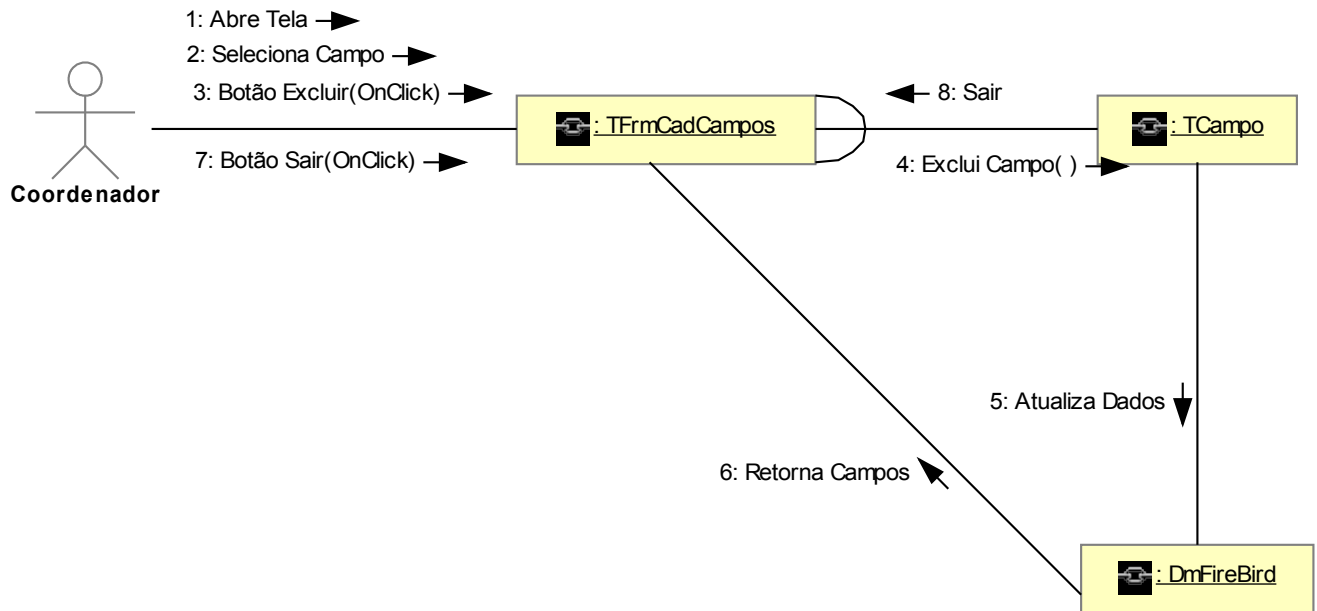 1: Abre Tela
2: Seleciona Campo
3: Botão Excluir(OnClick)
8: Sair
: TFrmCadCampos
: TCampo
7: Botão Sair(OnClick)
4: Exclui Campo( )
Coordenador
5: Atualiza Dados
6: Retorna Campos
: DmFireBird